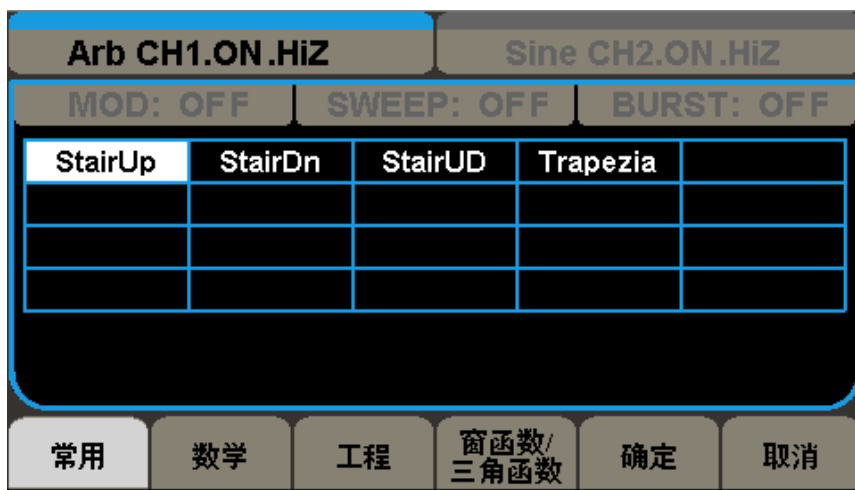 Arb CH1.ON.HiZ Sine CH2.ON.HiZ
MOD: OFF SWEEP: OFF BURST: OFF
StairUp StairDn StairUD Trapezia
常用 数学 工程 窗函数/ 确定 取消
三角函数